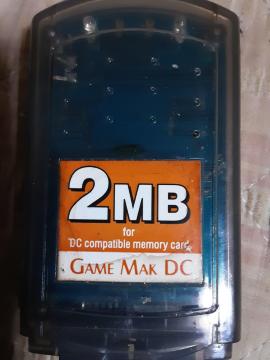 2MB
for
DC compatible memory card
GAME MAK DC